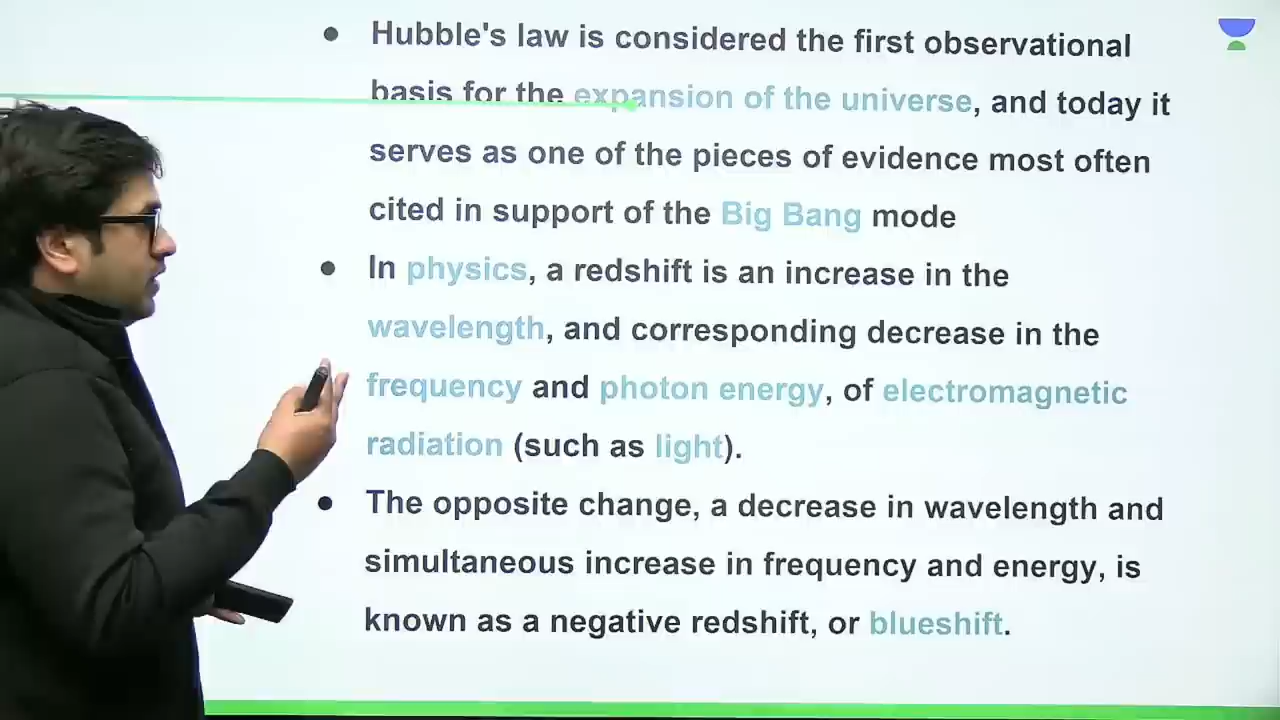 ● Hubble's law is considered the first observational
basis for the expansion of the universe, and today it
serves as one of the pieces of evidence most often
cited in support of the Big Bang mode
● In physics, a redshift is an increase in the
wavelength, and corresponding decrease in the
frequency and photon energy, of electromagnetic
radiation (such as light).
● The opposite change, a decrease in wavelength and
simultaneous increase in frequency and energy, is
known as a negative redshift, or blueshift.